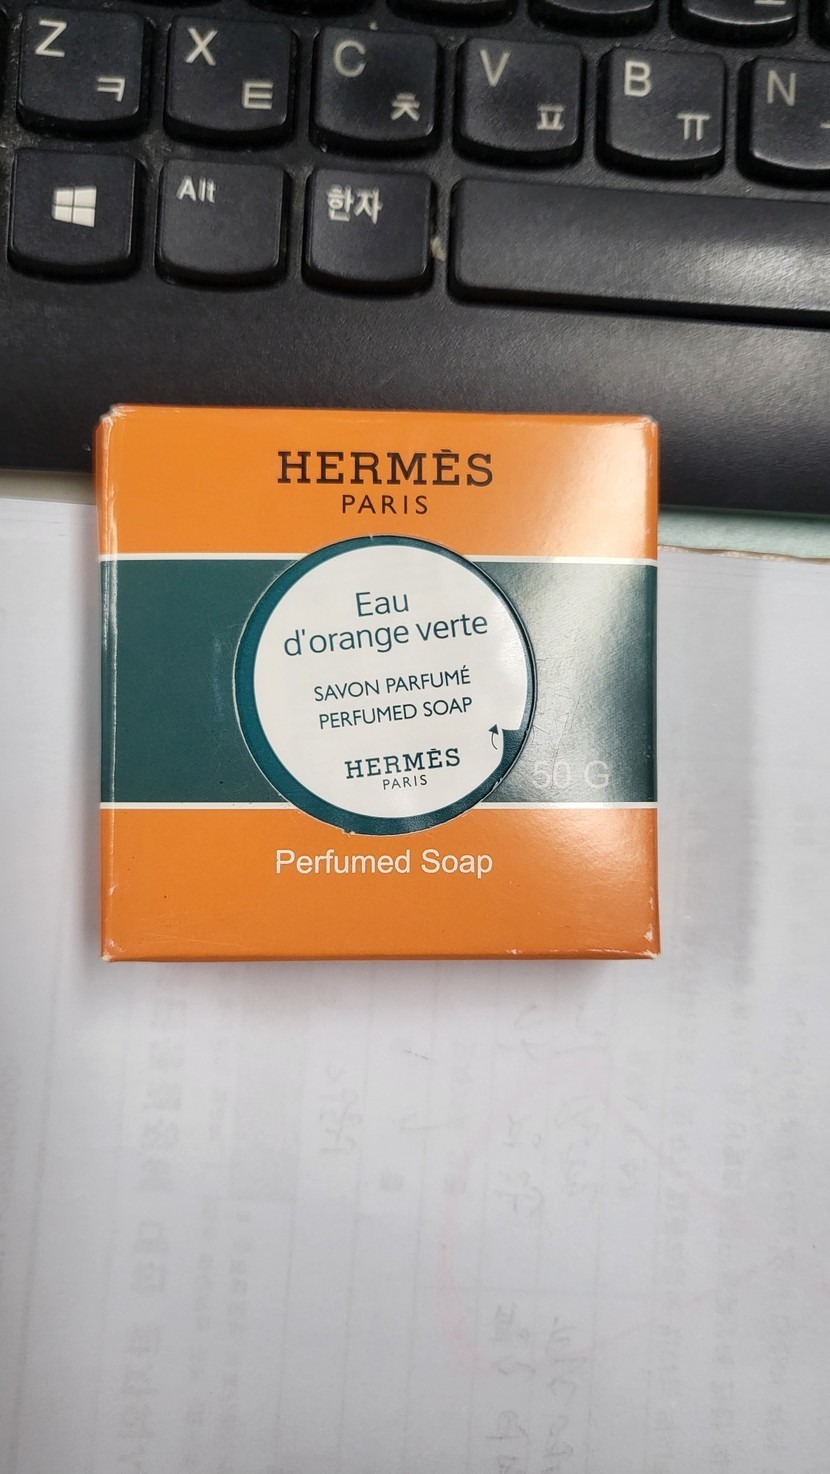 Z ㅋ X ㅌ C ㅊ V ㅍ B ㅠ N
Alt 한자
HERMÈS
PARIS
Eau
d'orange verte
SAVON PARFUMÉ
PERFUMED SOAP
HERMÈS
PARIS
50 G
Perfumed Soap